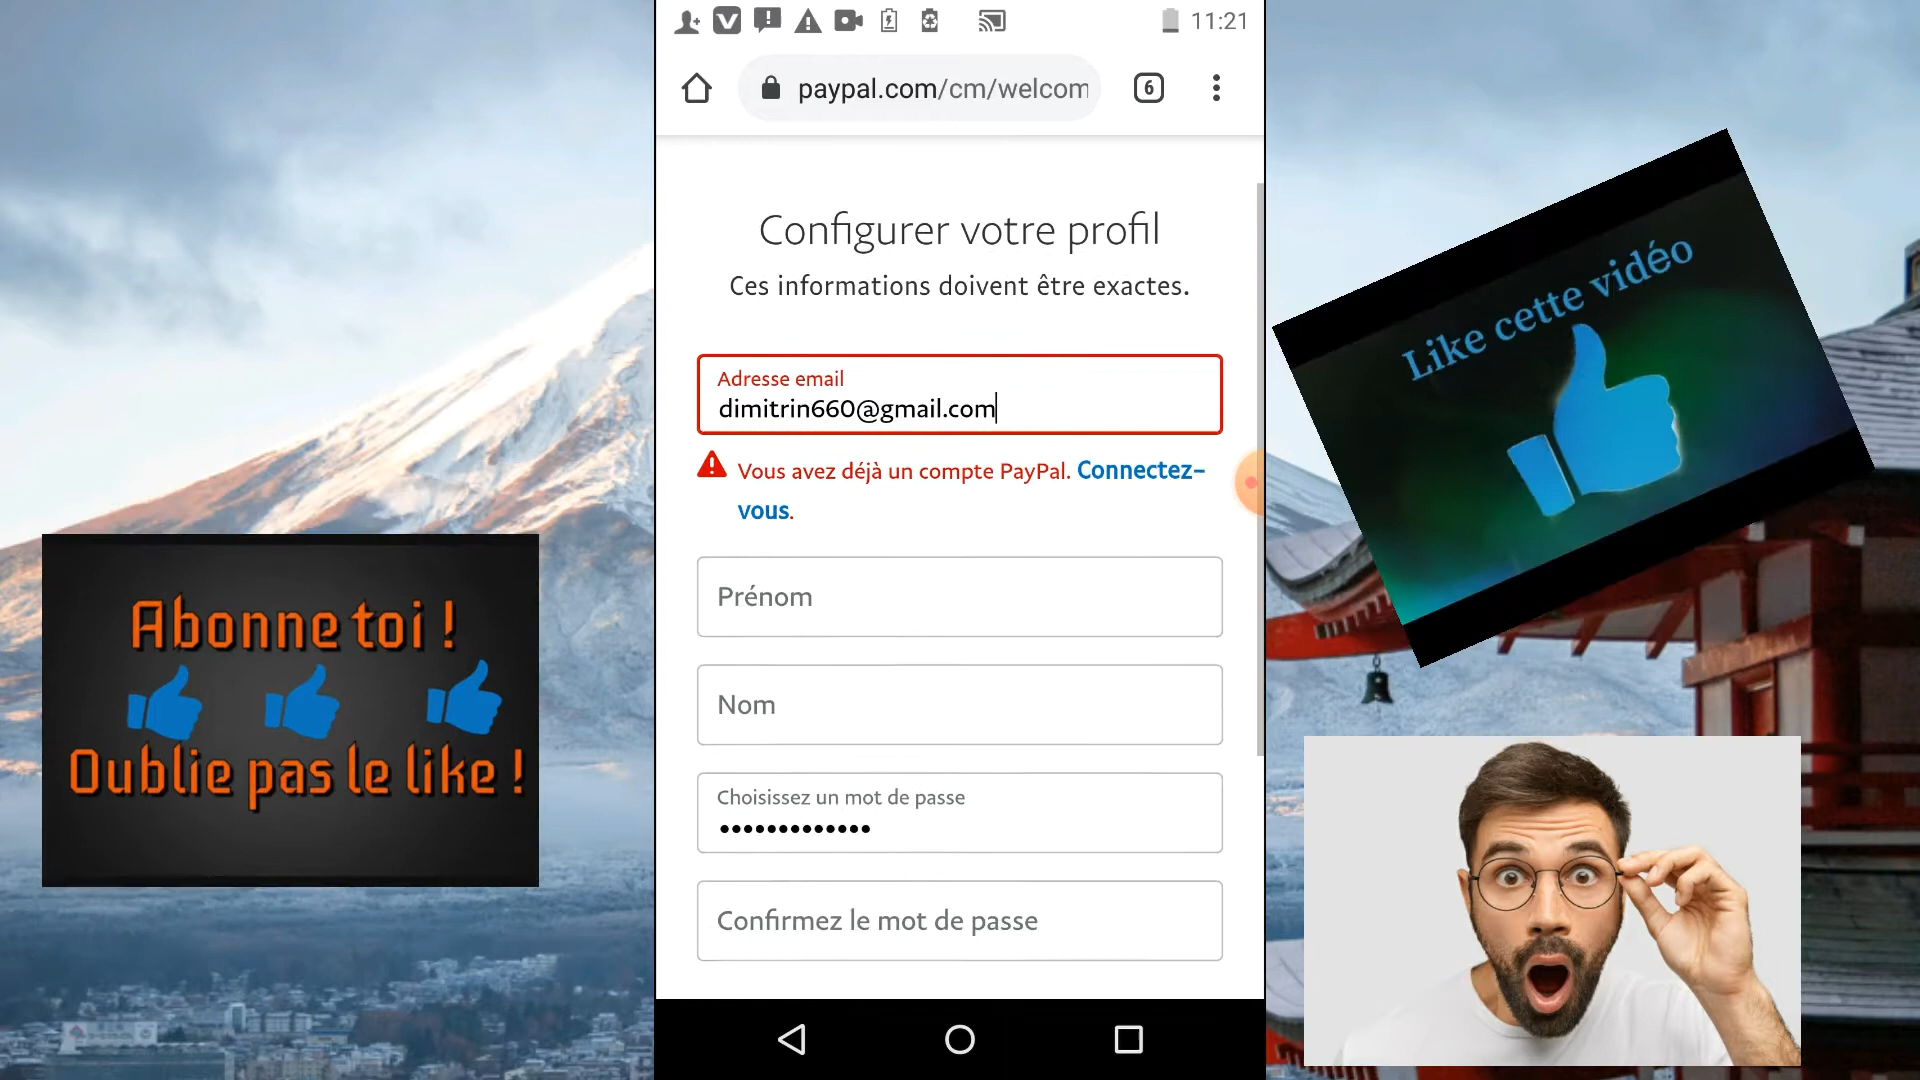 11:21
paypal.com/cm/welcom
6
Configurer votre profil
Ces informations doivent être exactes.
Adresse email
dimitrin660@gmail.com
Vous avez déjà un compte PayPal. Connectez-
vous.
Prénom
Nom
Choisissez un mot de passe
•••••••••••••
Confirmez le mot de passe
Abonne toi !
Oublie pas le like !
Like cette vidéo